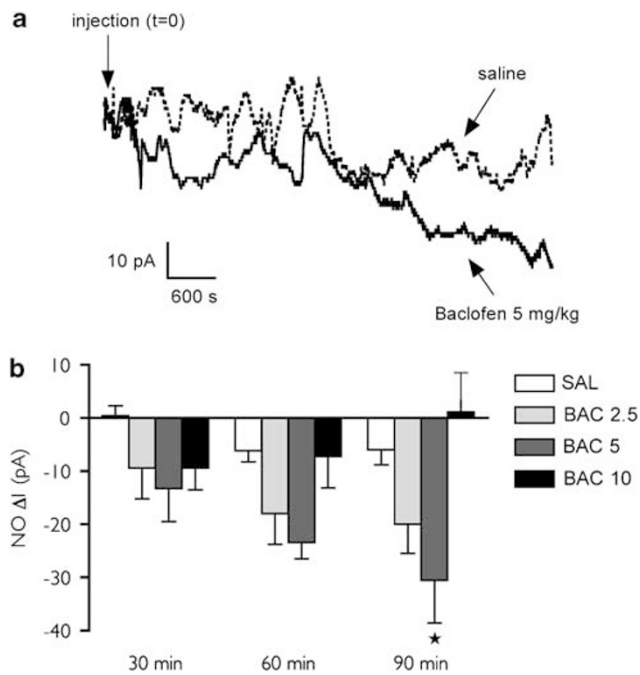 a
injection (t=0)
saline
10 pA
600 s
Baclofen 5 mg/kg
b
10
0
-10
-20
-30
-40
NO ΔI (pA)
SAL
BAC 2.5
BAC 5
BAC 10
★
30 min 60 min 90 min